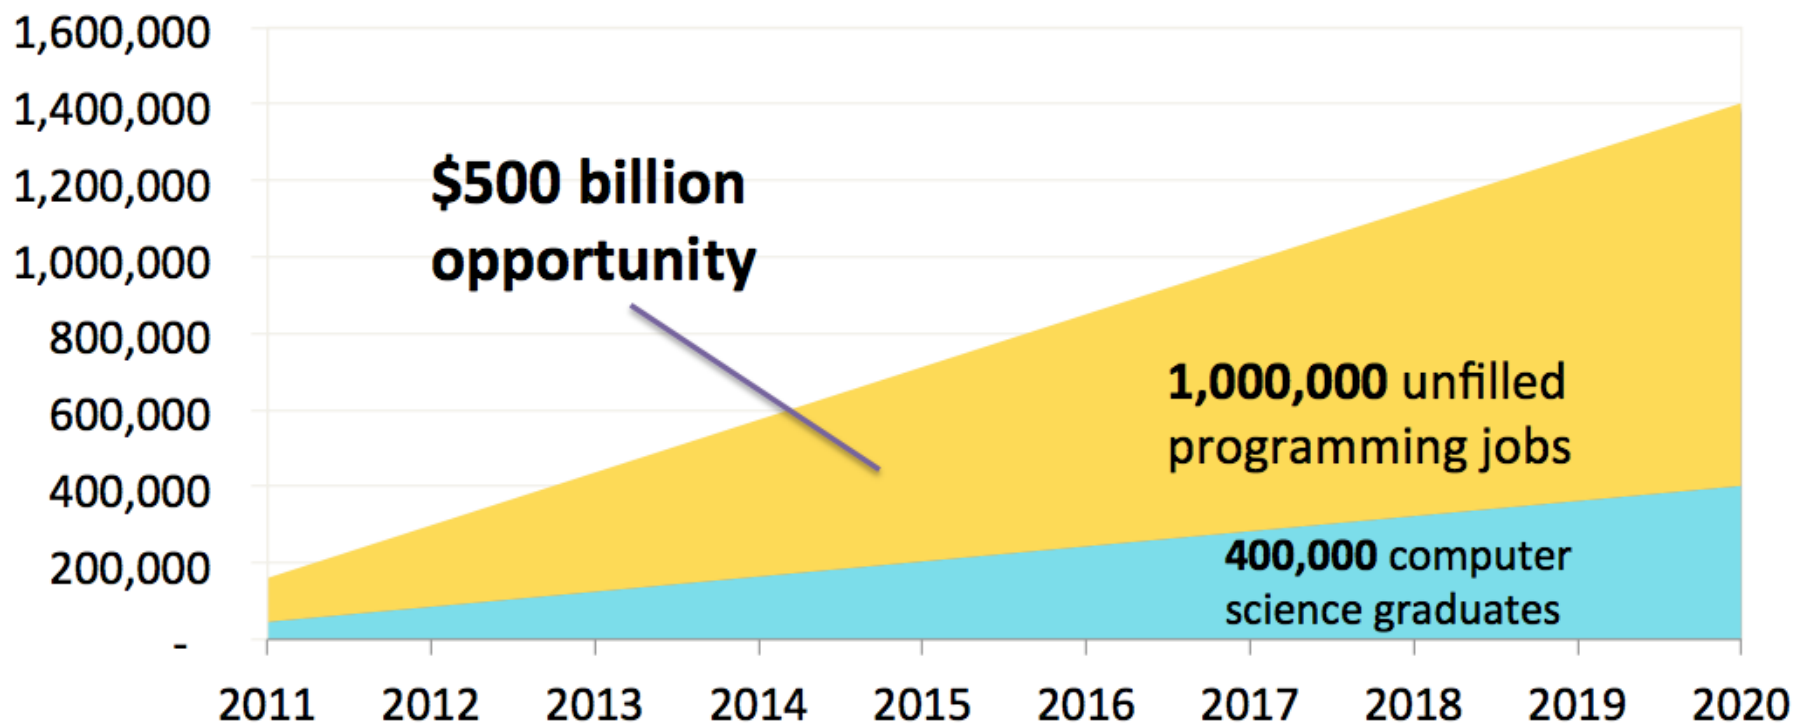 1,600,000
1,400,000
1,200,000
1,000,000
800,000
600,000
400,000
200,000
-
$500 billion
opportunity
1,000,000 unfilled
programming jobs
400,000 computer
science graduates
2011 2012 2013 2014 2015 2016 2017 2018 2019 2020